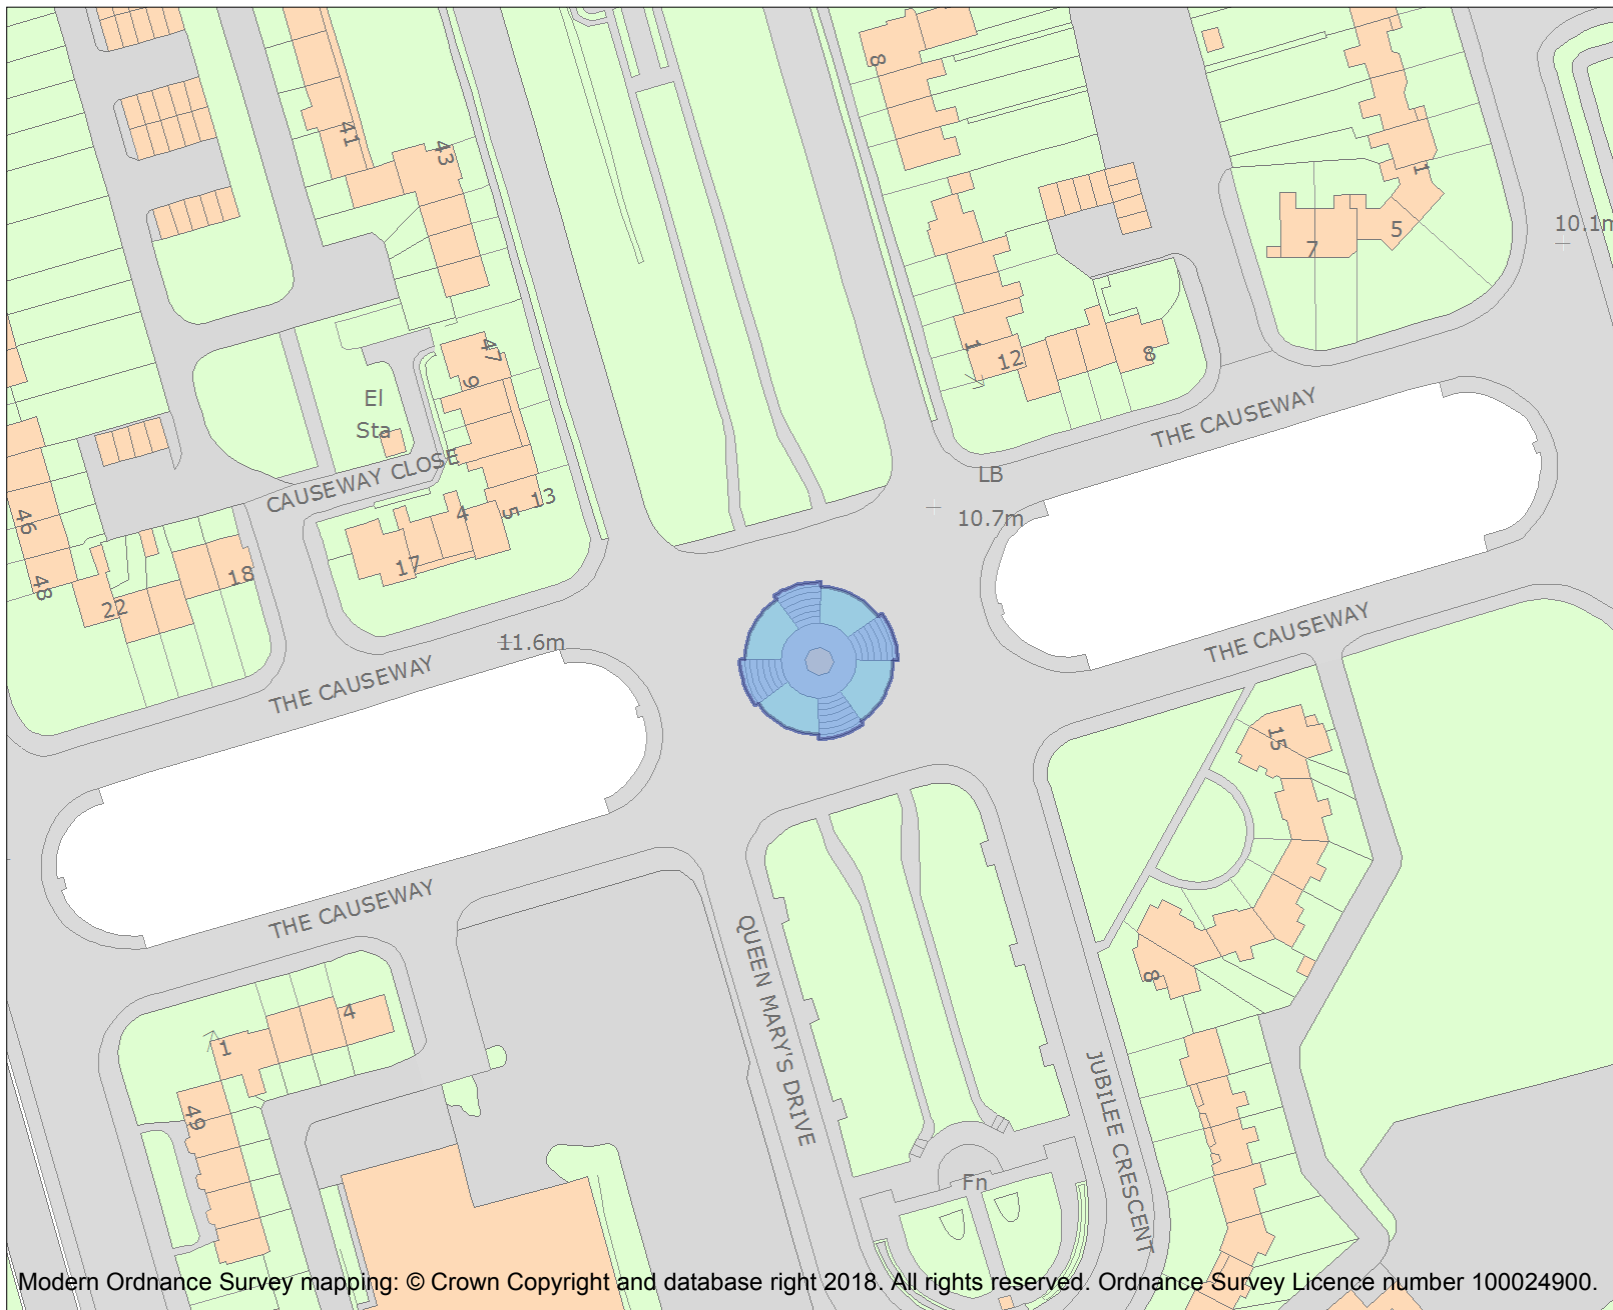 8
41
43
1
10.1m
5
7
47
9
1
12
8
El
Sta
THE CAUSEWAY
CAUSEWAY CLOSE
LB
13
4
5
10.7m
46
17
18
48
22
11.6m
THE CAUSEWAY
THE CAUSEWAY
15
THE CAUSEWAY
QUEEN MARY'S DRIVE
8
4
1
49
JUBILEE CRESCENT
Fn
Modern Ordnance Survey mapping: © Crown Copyright and database right 2018. All rights reserved. Ordnance Survey Licence number 100024900.